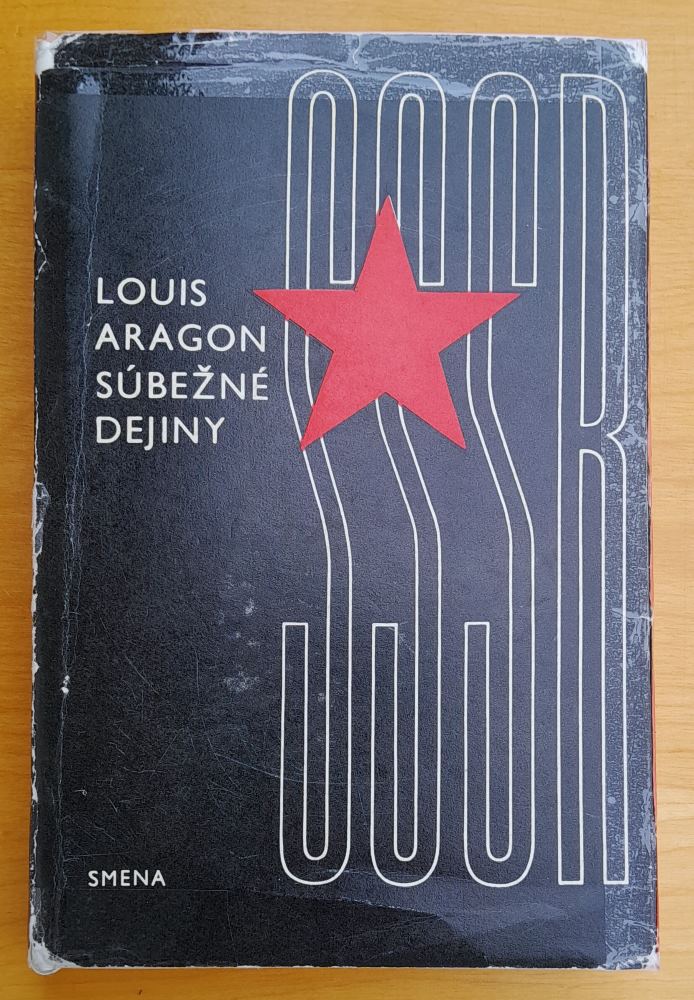 LOUIS
ARAGON
SÚBEŽNÉ
DEJINY
SSSR
SMENA